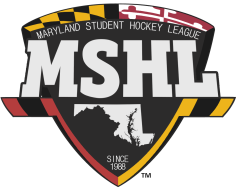 MARYLAND STUDENT HOCKEY LEAGUE
MSHL
SINCE
1988
TM